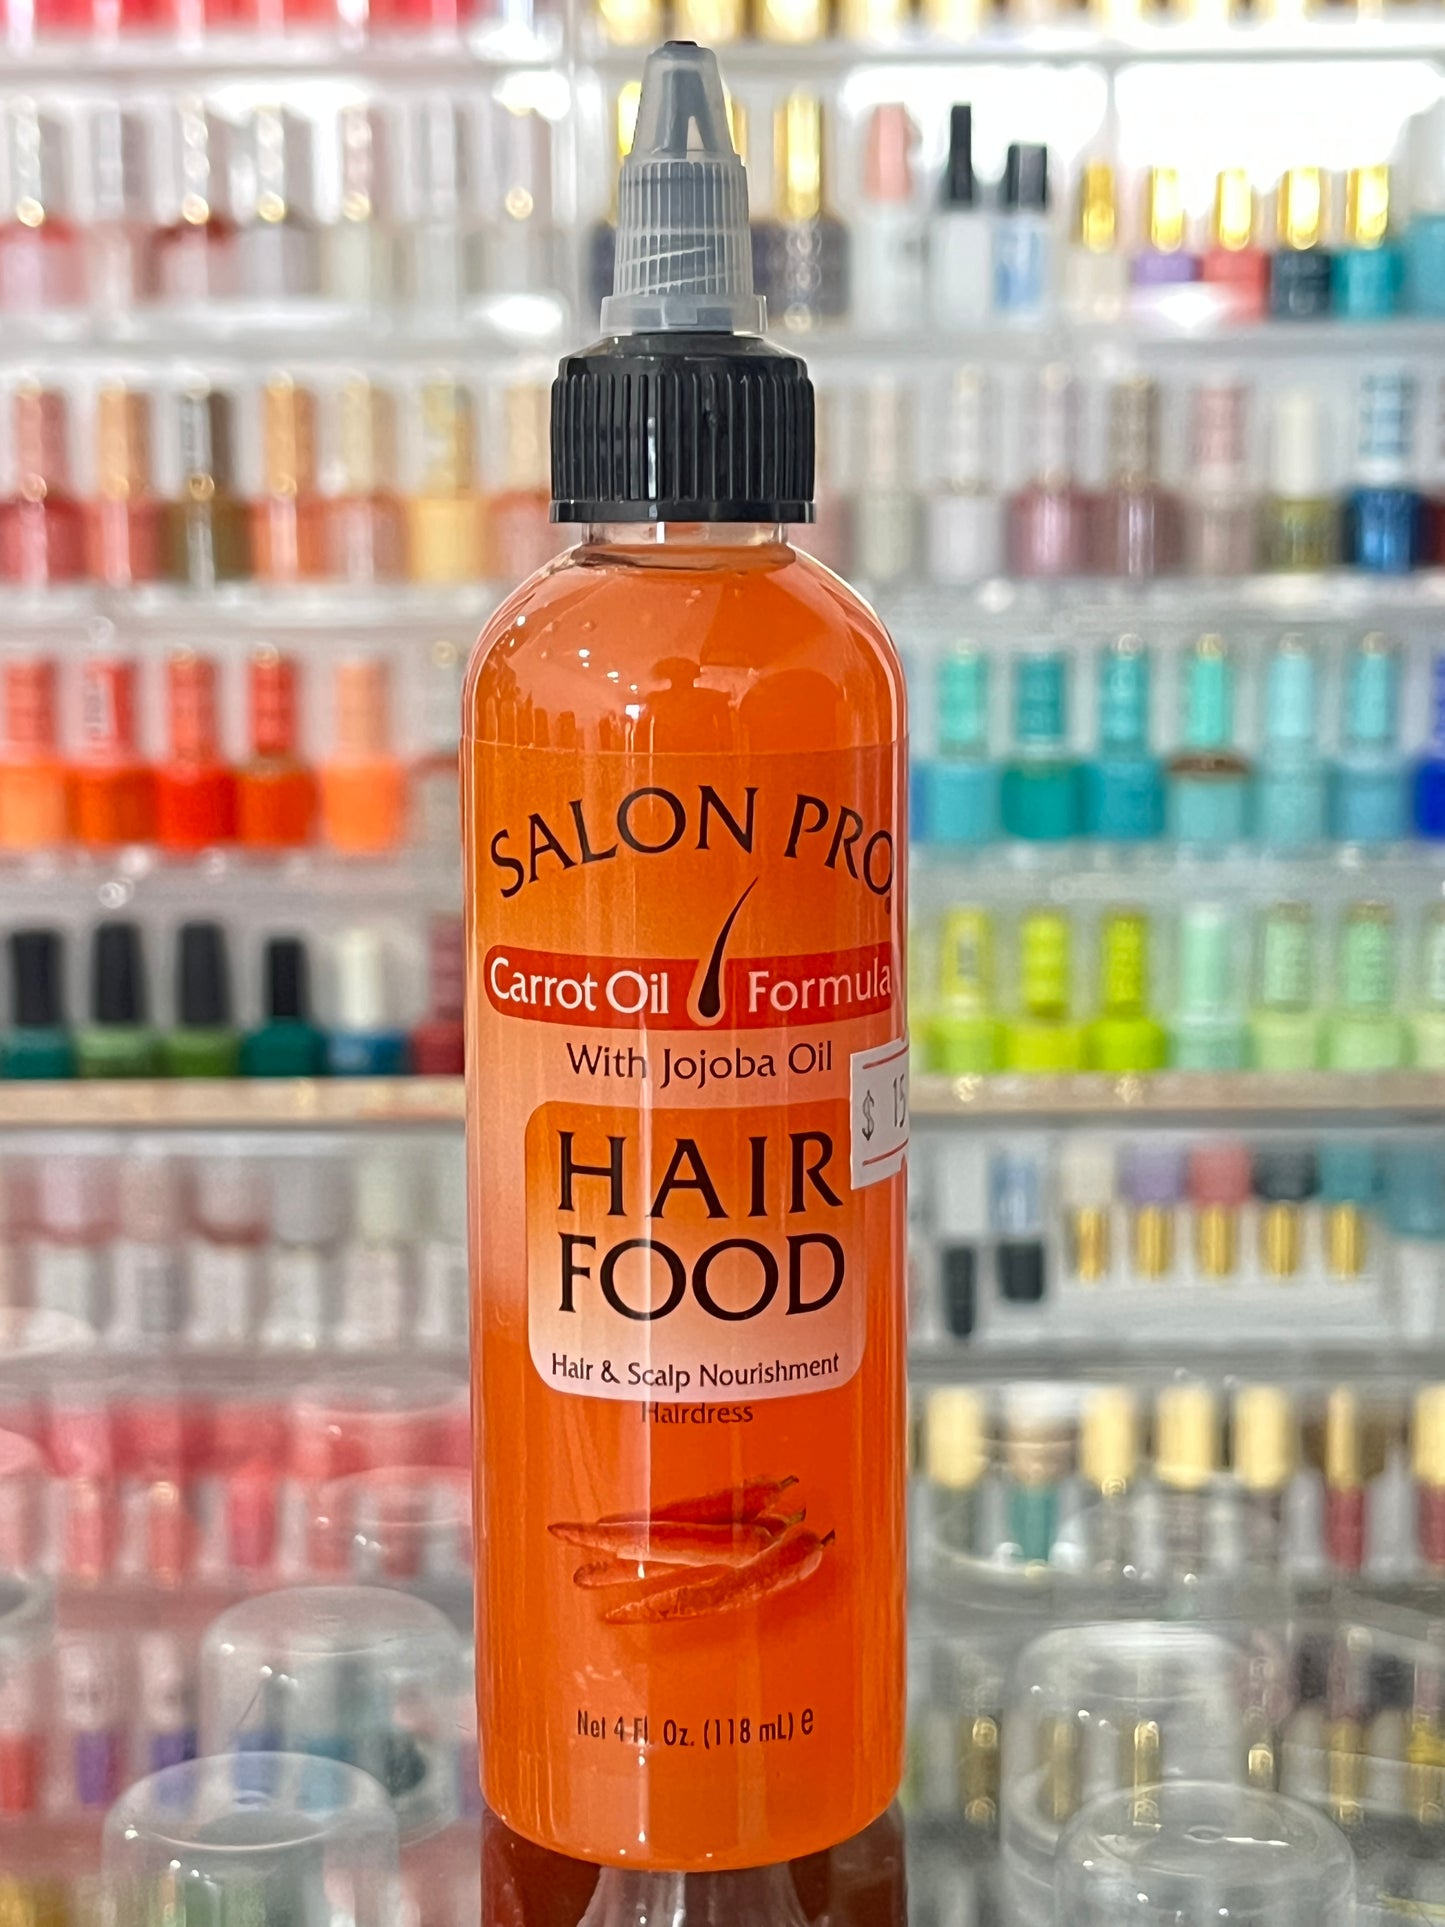 SALON PRO®
Carrot Oil Formula
With Jojoba Oil
$ 15
HAIR
FOOD
Hair & Scalp Nourishment
Hairdress
Net 4 Fl. Oz. (118 mL) e